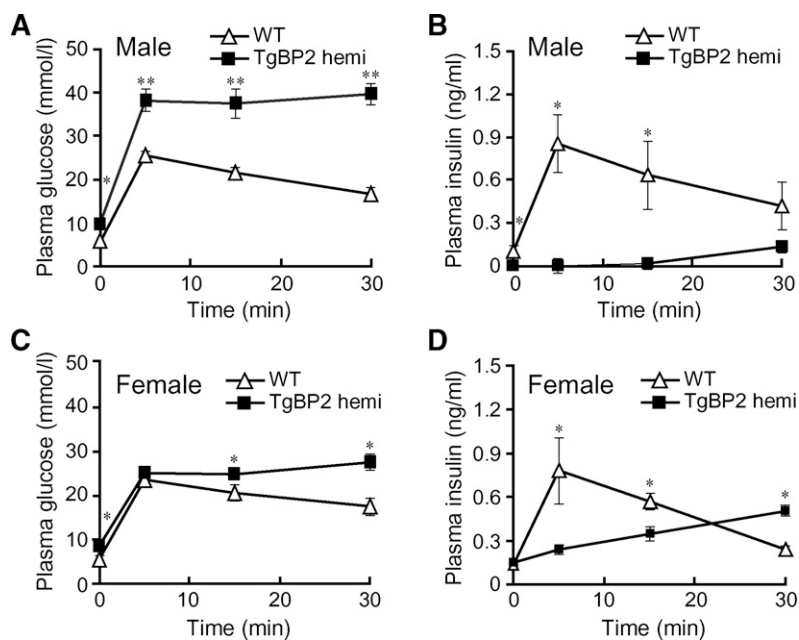 A
Male
WT
TgBP2 hemi
Plasma glucose (mmol/l)
50
40
30
20
10
0
* ** ** **
0 10 20 30
Time (min)
B
Male
WT
TgBP2 hemi
Plasma insulin (ng/ml)
1.5
1.2
0.9
0.6
0.3
0
* * *
0 10 20 30
Time (min)
C
Female
WT
TgBP2 hemi
Plasma glucose (mmol/l)
50
40
30
20
10
0
* * *
0 10 20 30
Time (min)
D
Female
WT
TgBP2 hemi
Plasma insulin (ng/ml)
1.5
1.2
0.9
0.6
0.3
0
* * *
0 10 20 30
Time (min)